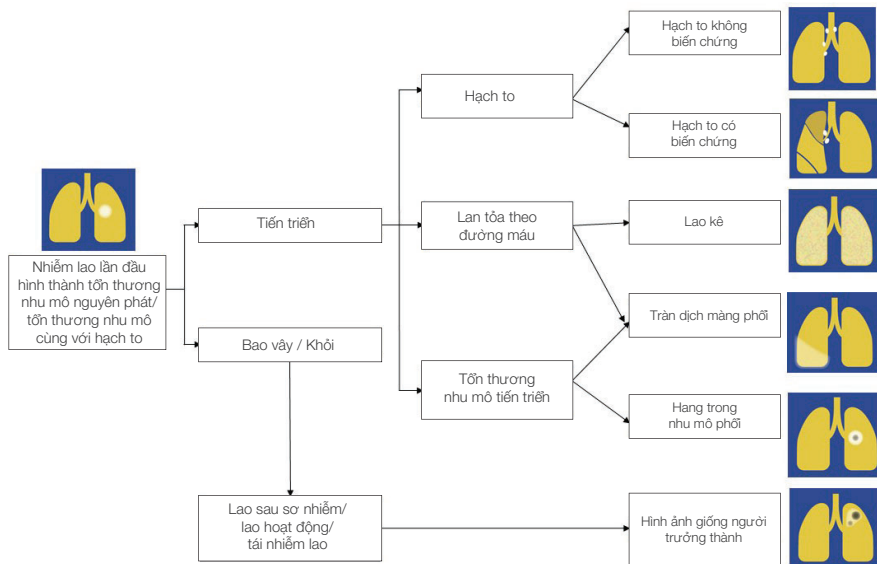 Nhiễm lao lần đầu
hình thành tổn thương
nhu mô nguyên phát/
tổn thương nhu mô
cùng với hạch to
Tiến triển
Bao vây / Khỏi
Lao sau sơ nhiễm/
lao hoạt động/
tái nhiễm lao
Hạch to
Lan tỏa theo
đường máu
Tổn thương
nhu mô tiến triển
Hạch to không
biến chứng
Hạch to có
biến chứng
Lao kê
Tràn dịch màng phổi
Hang trong
nhu mô phổi
Hình ảnh giống người
trưởng thành